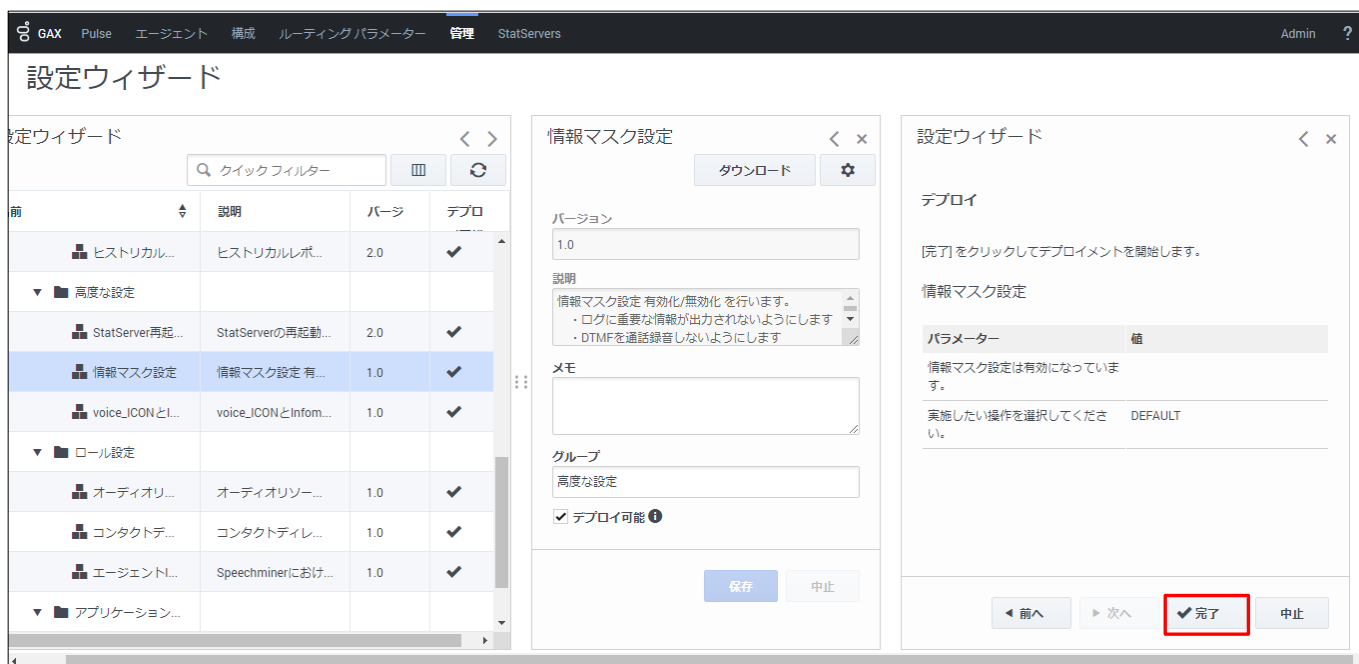 GAX Pulse エージェント 構成 ルーティングパラメーター 管理 StatServers Admin ?
設定ウィザード
定ウィザード
クイック フィルター
前 説明 バージ デプロ
ヒストリカル... ヒストリカルレポ... 2.0
高度な設定
StatServer再起... StatServerの再起動... 2.0
情報マスク設定 情報マスク設定 有... 1.0
voice_ICONとI... voice_ICONとInfom... 1.0
ロール設定
オーディオリ... オーディオリソー... 1.0
コンタクトデ... コンタクトディレ... 1.0
エージェントI... Speechminerにおけ... 1.0
アプリケーション...
情報マスク設定
ダウンロード
バージョン
1.0
説明
情報マスク設定 有効化/無効化 を行います。
・ログに重要な情報が出力されないようにします
・DTMFを通話録音しないようにします
メモ
グループ
高度な設定
デプロイ可能
保存 中止
設定ウィザード
デプロイ
[完了] をクリックしてデプロイメントを開始します。
情報マスク設定
パラメーター 値
情報マスク設定は有効になっていま
す。
実施したい操作を選択してくださ DEFAULT
い。
前へ 次へ 完了 中止